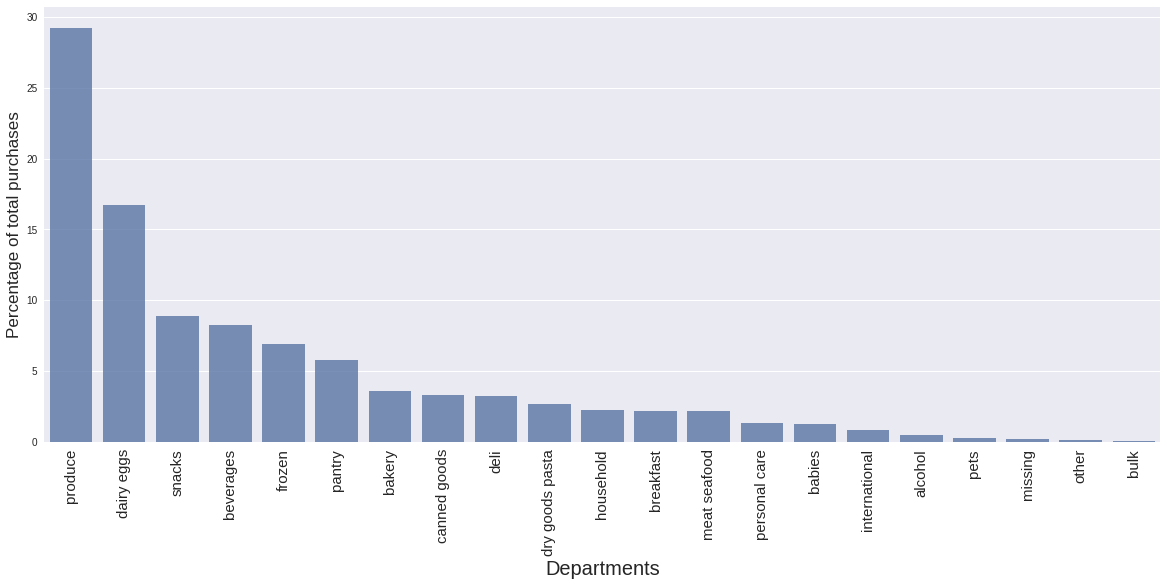 30
25
20
15
10
5
0
Percentage of total purchases
produce
dairy eggs
snacks
beverages
frozen
pantry
bakery
canned goods
deli
dry goods pasta
household
breakfast
meat seafood
personal care
babies
international
alcohol
pets
missing
other
bulk
Departments